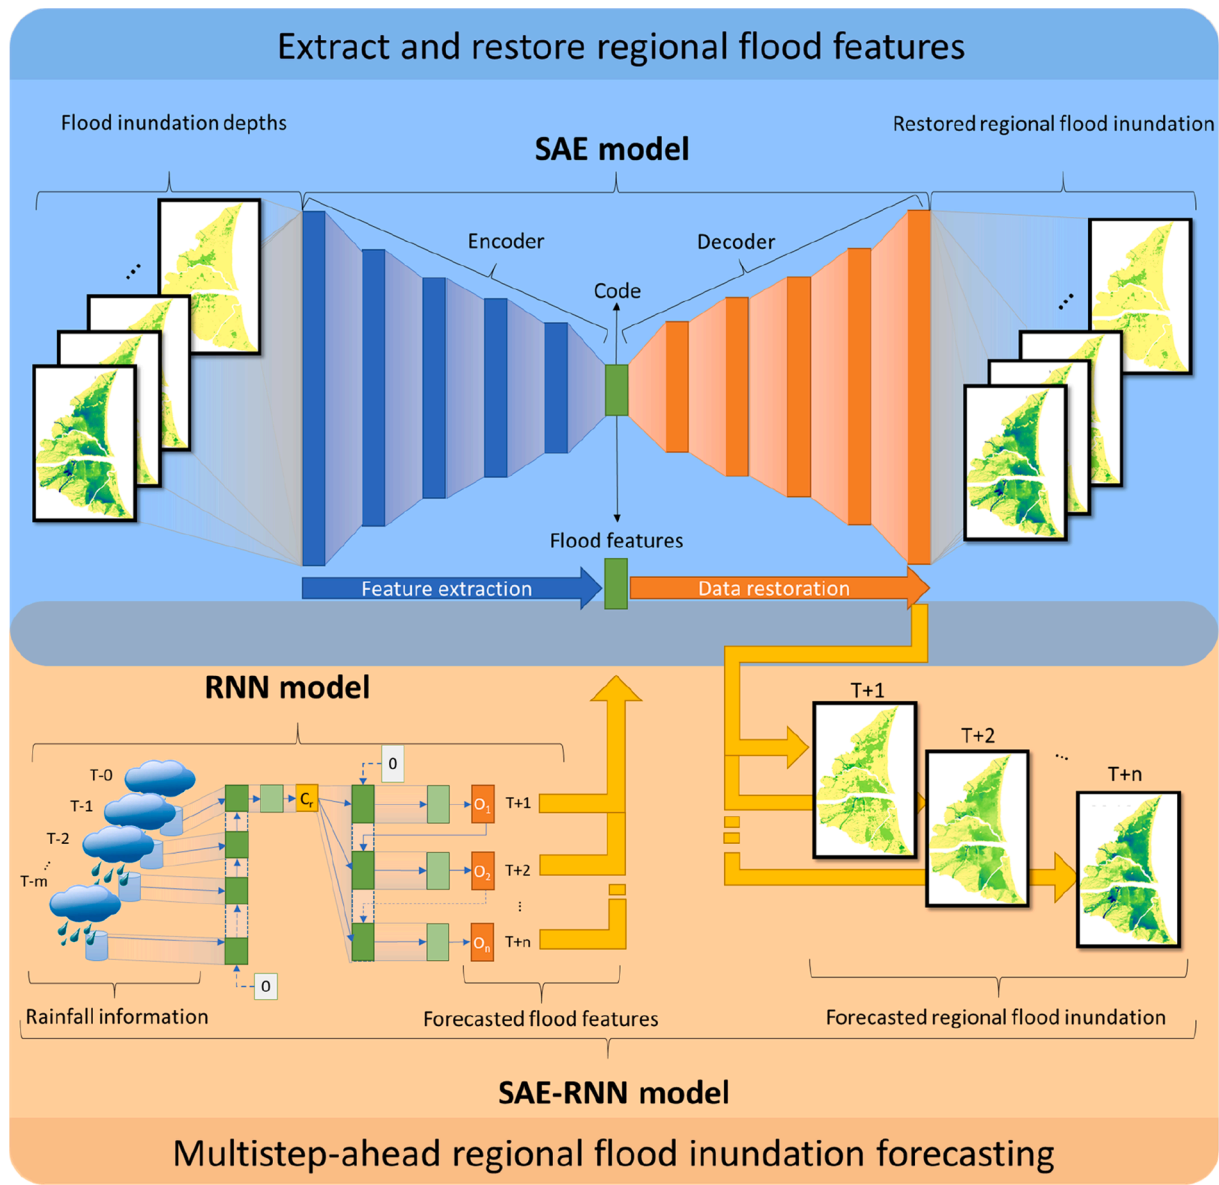 Extract and restore regional flood features
Flood inundation depths
SAE model
Restored regional flood inundation
Encoder
Decoder
Code
Flood features
Feature extraction
Data restoration
RNN model
T-0
T-1
T-2
T-m
0
Cr
0
O1
O2
On
T+1
T+2
T+n
Rainfall information
Forecasted flood features
T+1
T+2
T+n
Forecasted regional flood inundation
SAE-RNN model
Multistep-ahead regional flood inundation forecasting